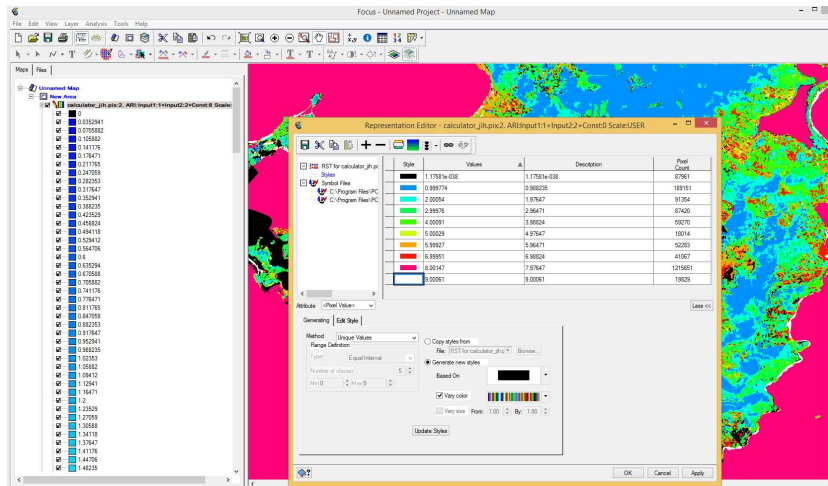 Focus - Unnamed Project - Unnamed Map
File Edit View Layer Analysis Tools Help
Maps Files
Unnamed Map
New Area
calculator_jih.pix:2. ARI:Input1:1+Input2:2+Const:0 Scale:
0
0.0352941
0.0705882
0.105882
0.141176
0.176471
0.211765
0.247059
0.282353
0.317647
0.352941
0.388235
0.423529
0.458824
0.494118
0.529412
0.564706
0.6
0.635294
0.670588
0.705882
0.741176
0.776471
0.811765
0.847059
0.882353
0.917647
0.952941
0.988235
1.02353
1.05882
1.09412
1.12941
1.16471
1.2
1.23529
1.27059
1.30588
1.34118
1.37647
1.41176
1.44706
1.48235
Representation Editor - calculator_jih.pix:2. ARI:Input1:1+Input2:2+Const:0 Scale:USER
RST for calculator_jih.pi
Styles
Symbol Files
C:\Program Files\PC
C:\Program Files\PC
Style Values Description Pixel Count
1.17581e-038 1.17581e-038 87961
0.999774 0.988235 189151
2.00054 1.97647 91354
2.99976 2.96471 87420
4.00091 3.98824 59270
5.00029 4.97647 18014
5.99927 5.96471 52283
6.99951 6.98824 41067
8.00147 7.97647 1215651
9.00061 9.00061 19829
Attribute <Pixel Value> Less <<
Generating Edit Style
Method Unique Values
Range Definition
Type: Equal Interval
Number of classes: 5
Min 0 Max 9
Copy styles from
File: RST for calculator_jih.c Browse...
Generate new styles
Based On
Vary color
Vary size From: 1.00 By: 1.00
Update Styles
OK Cancel Apply